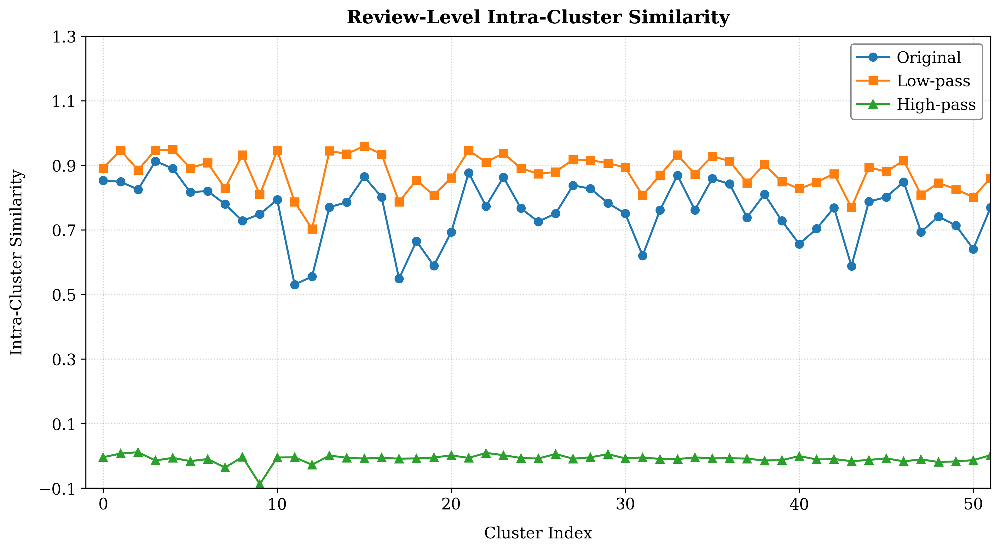 Review-Level Intra-Cluster Similarity
Intra-Cluster Similarity
1.3
1.1
0.9
0.7
0.5
0.3
0.1
−0.1
Original
Low-pass
High-pass
0 10 20 30 40 50
Cluster Index